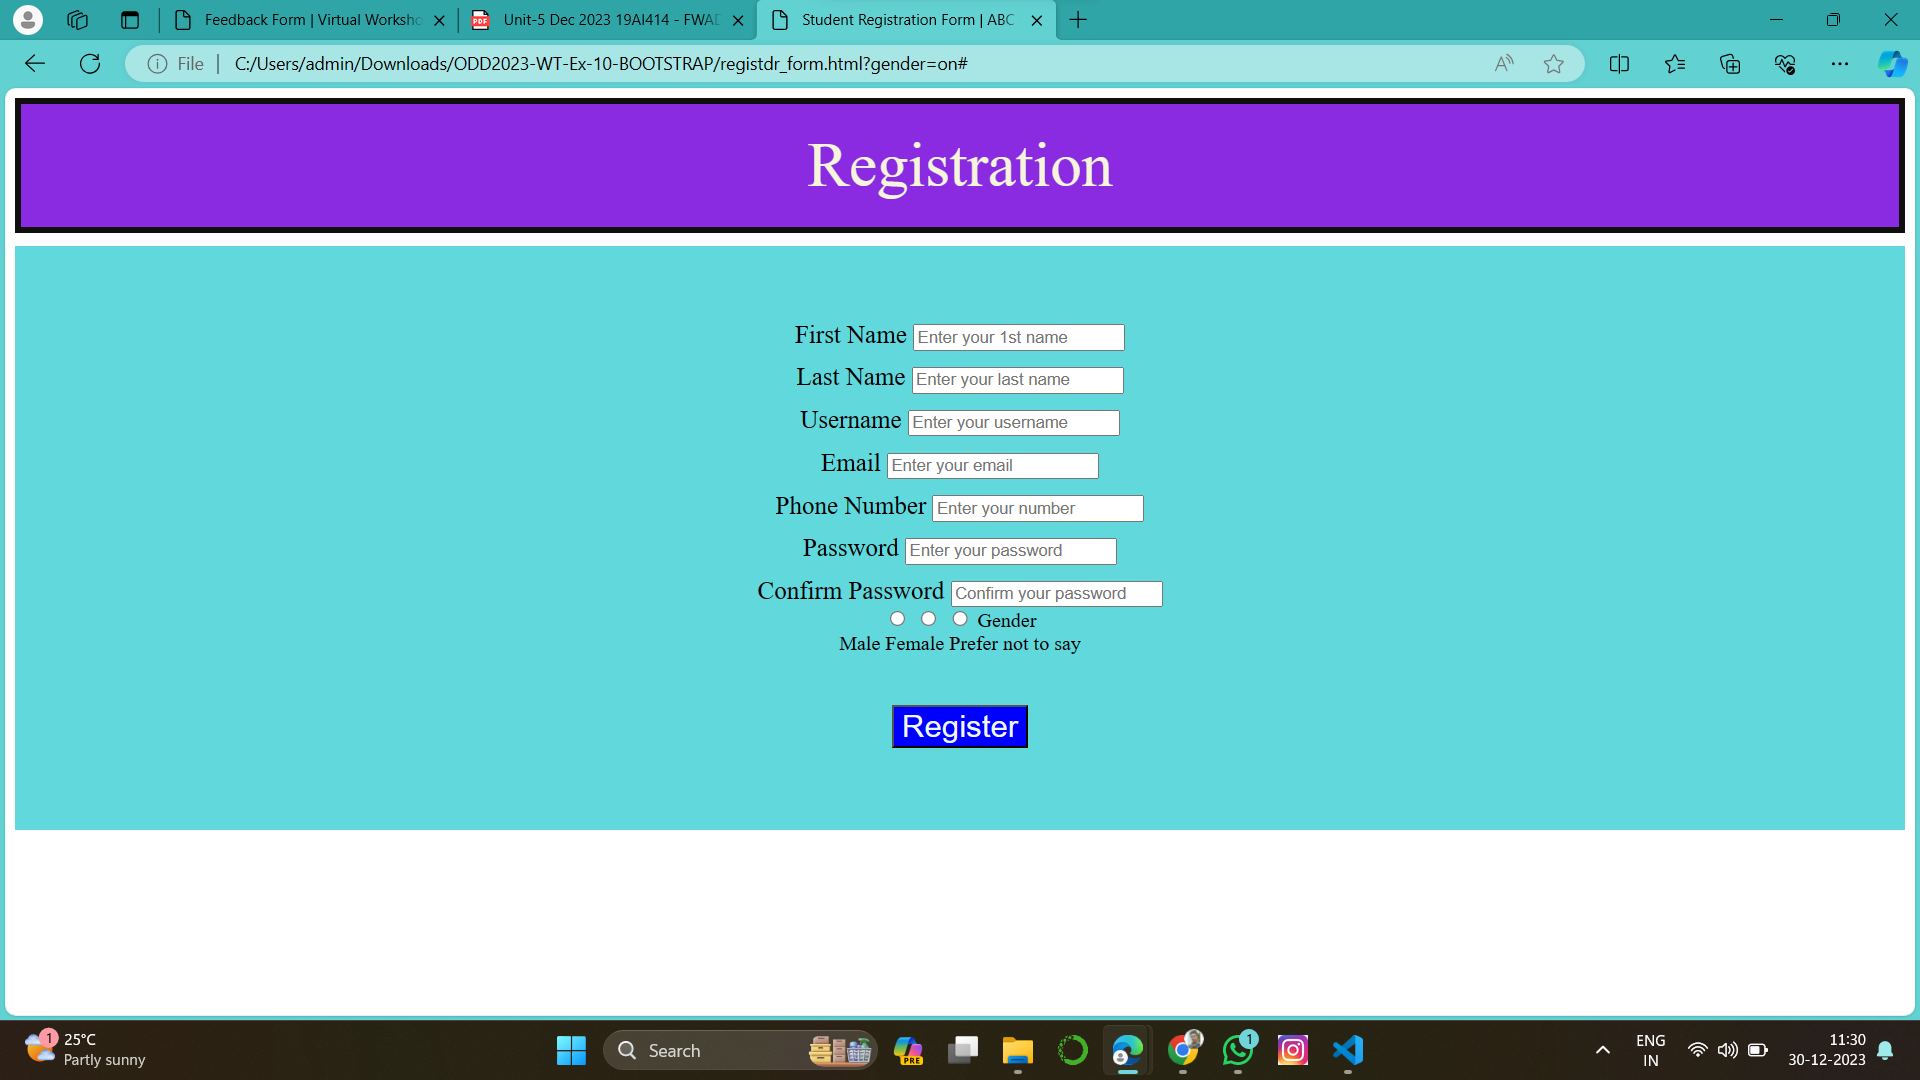 Feedback Form | Virtual Worksho
Unit-5 Dec 2023 19AI414 - FWAD
Student Registration Form | ABC
File
C:/Users/admin/Downloads/ODD2023-WT-Ex-10-BOOTSTRAP/registdr_form.html?gender=on#
Registration
First Name Enter your 1st name
Last Name Enter your last name
Username Enter your username
Email Enter your email
Phone Number Enter your number
Password Enter your password
Confirm Password Confirm your password
Gender
Male Female Prefer not to say
Register
1
25°C
Partly sunny
Search
PRE
1
ENG
IN
11:30
30-12-2023